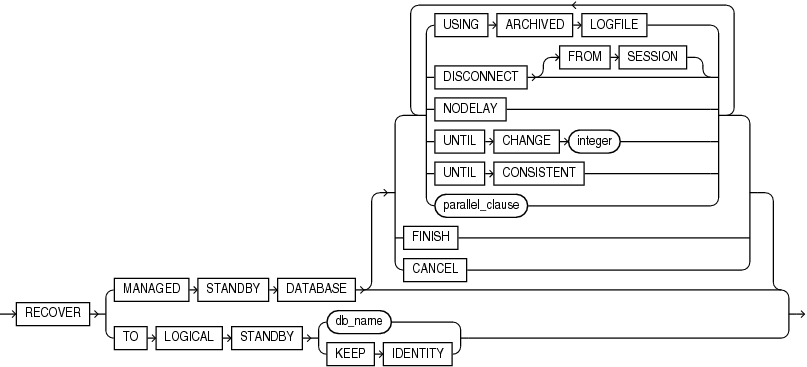 USING ARCHIVED LOGFILE
FROM SESSION
DISCONNECT
NODELAY
UNTIL CHANGE integer
UNTIL CONSISTENT
parallel_clause
FINISH
CANCEL
MANAGED STANDBY DATABASE
RECOVER
TO LOGICAL STANDBY
db_name
KEEP IDENTITY